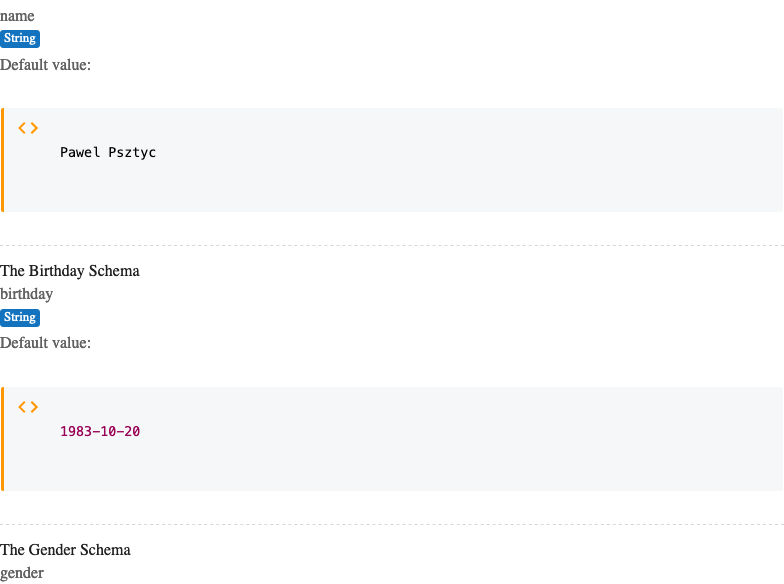 name
String
Default value:
Pawel Psztyc
The Birthday Schema
birthday
String
Default value:
1983-10-20
The Gender Schema
gender